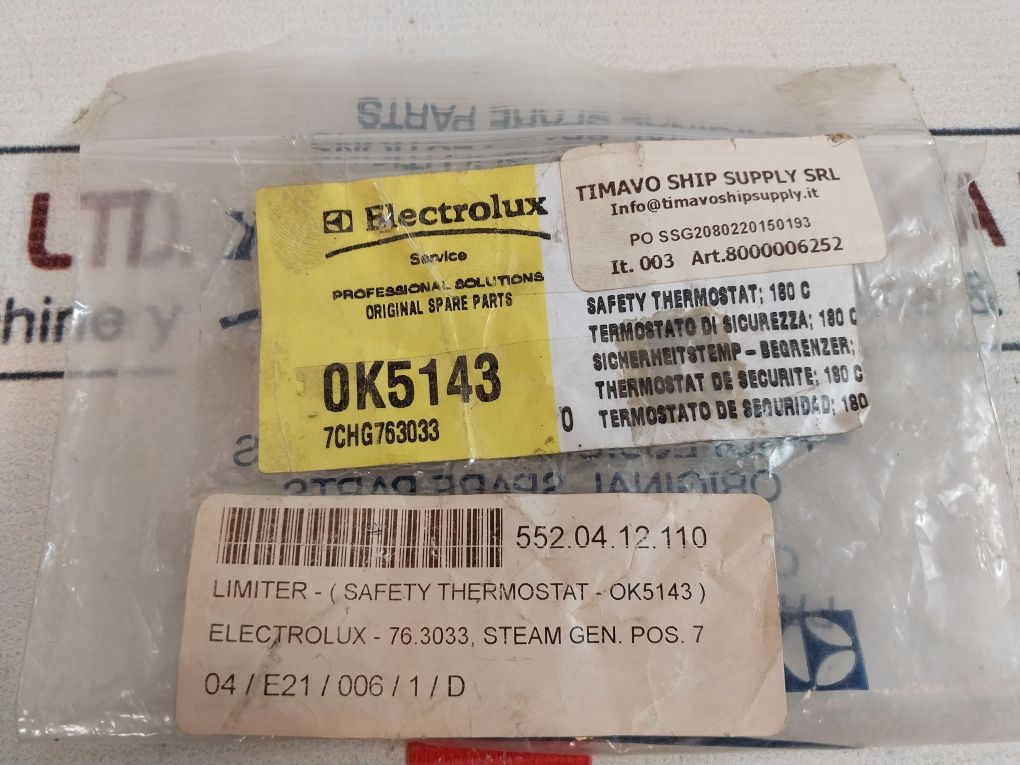 Electrolux
Service
PROFESSIONAL SOLUTIONS
ORIGINAL SPARE PARTS
0K5143
7CHG763033
TIMAVO SHIP SUPPLY SRL
Info@timavoshipsupply.it
PO SSG2080220150193
It. 003 Art.8000006252
SAFETY THERMOSTAT; 180 C
TERMOSTATO DI SICUREZZA; 180 C
SICHERHEITSTEMP - BEGRENZER;
THERMOSTAT DE SECURITE; 180 C
TERMOSTATO DE SEGURIDAD; 180
ORIGINAL SPARE PARTS
552.04.12.110
LIMITER - ( SAFETY THERMOSTAT - OK5143 )
ELECTROLUX - 76.3033, STEAM GEN. POS. 7
04 / E21 / 006 / 1 / D